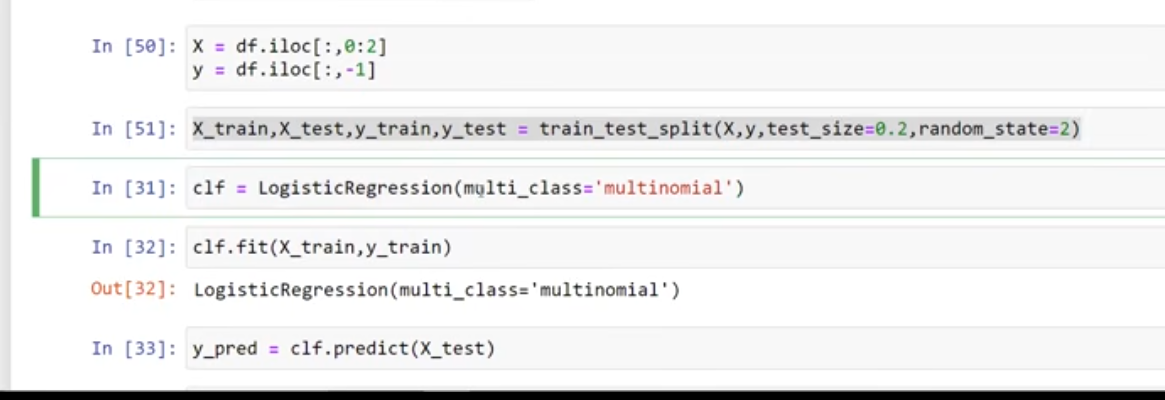 In [50]: X = df.iloc[:,0:2]
y = df.iloc[:,-1]
In [51]: X_train,X_test,y_train,y_test = train_test_split(X,y,test_size=0.2,random_state=2)
In [31]: clf = LogisticRegression(multi_class='multinomial')
In [32]: clf.fit(X_train,y_train)
Out[32]: LogisticRegression(multi_class='multinomial')
In [33]: y_pred = clf.predict(X_test)